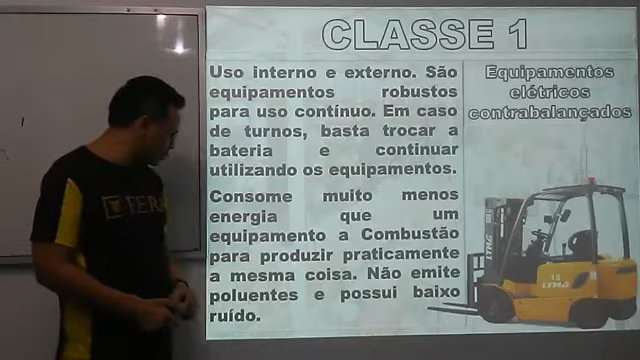 CLASSE 1
Uso interno e externo. São
equipamentos robustos
para uso contínuo. Em caso
de turnos, basta trocar a
bateria e continuar
utilizando os equipamentos.
Consome muito menos
energia que um
equipamento a Combustão
para produzir praticamente
a mesma coisa. Não emite
poluentes e possui baixo
ruído.
Equipamentos
elétricos
contrabalançados